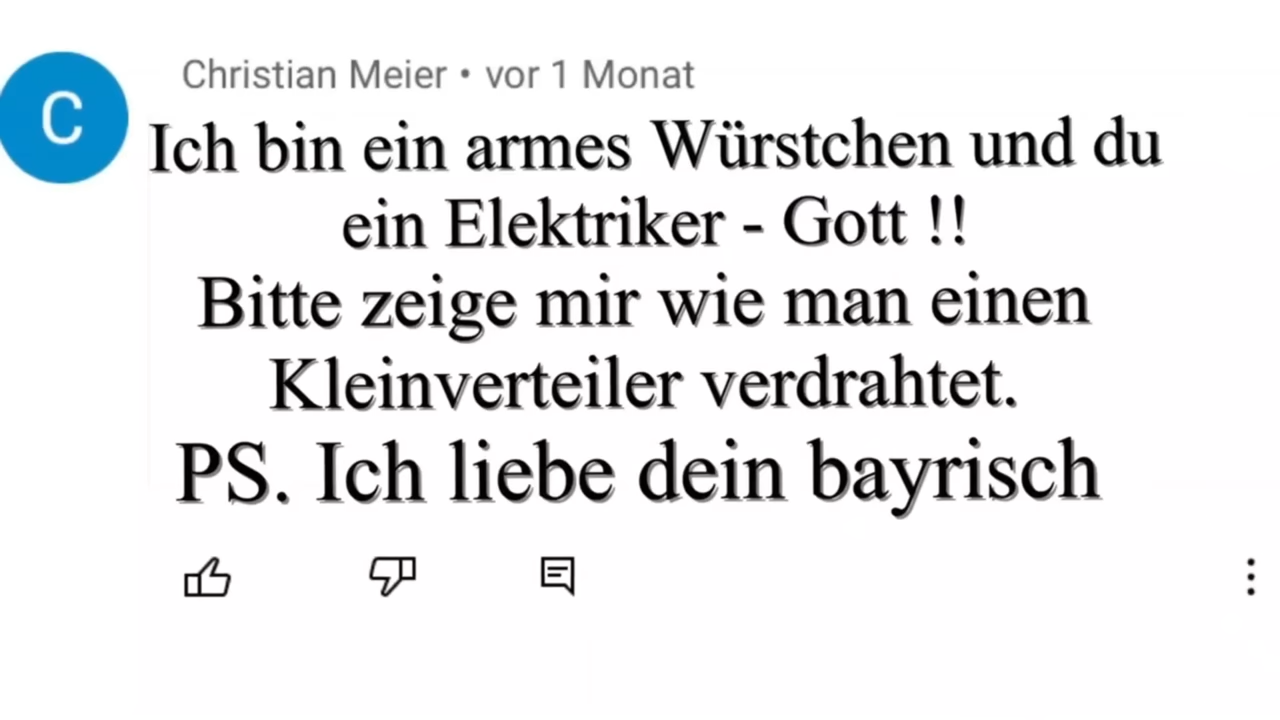 C
Christian Meier • vor 1 Monat
Ich bin ein armes Würstchen und du
ein Elektriker - Gott !!
Bitte zeige mir wie man einen
Kleinverteiler verdrahtet.
PS. Ich liebe dein bayrisch